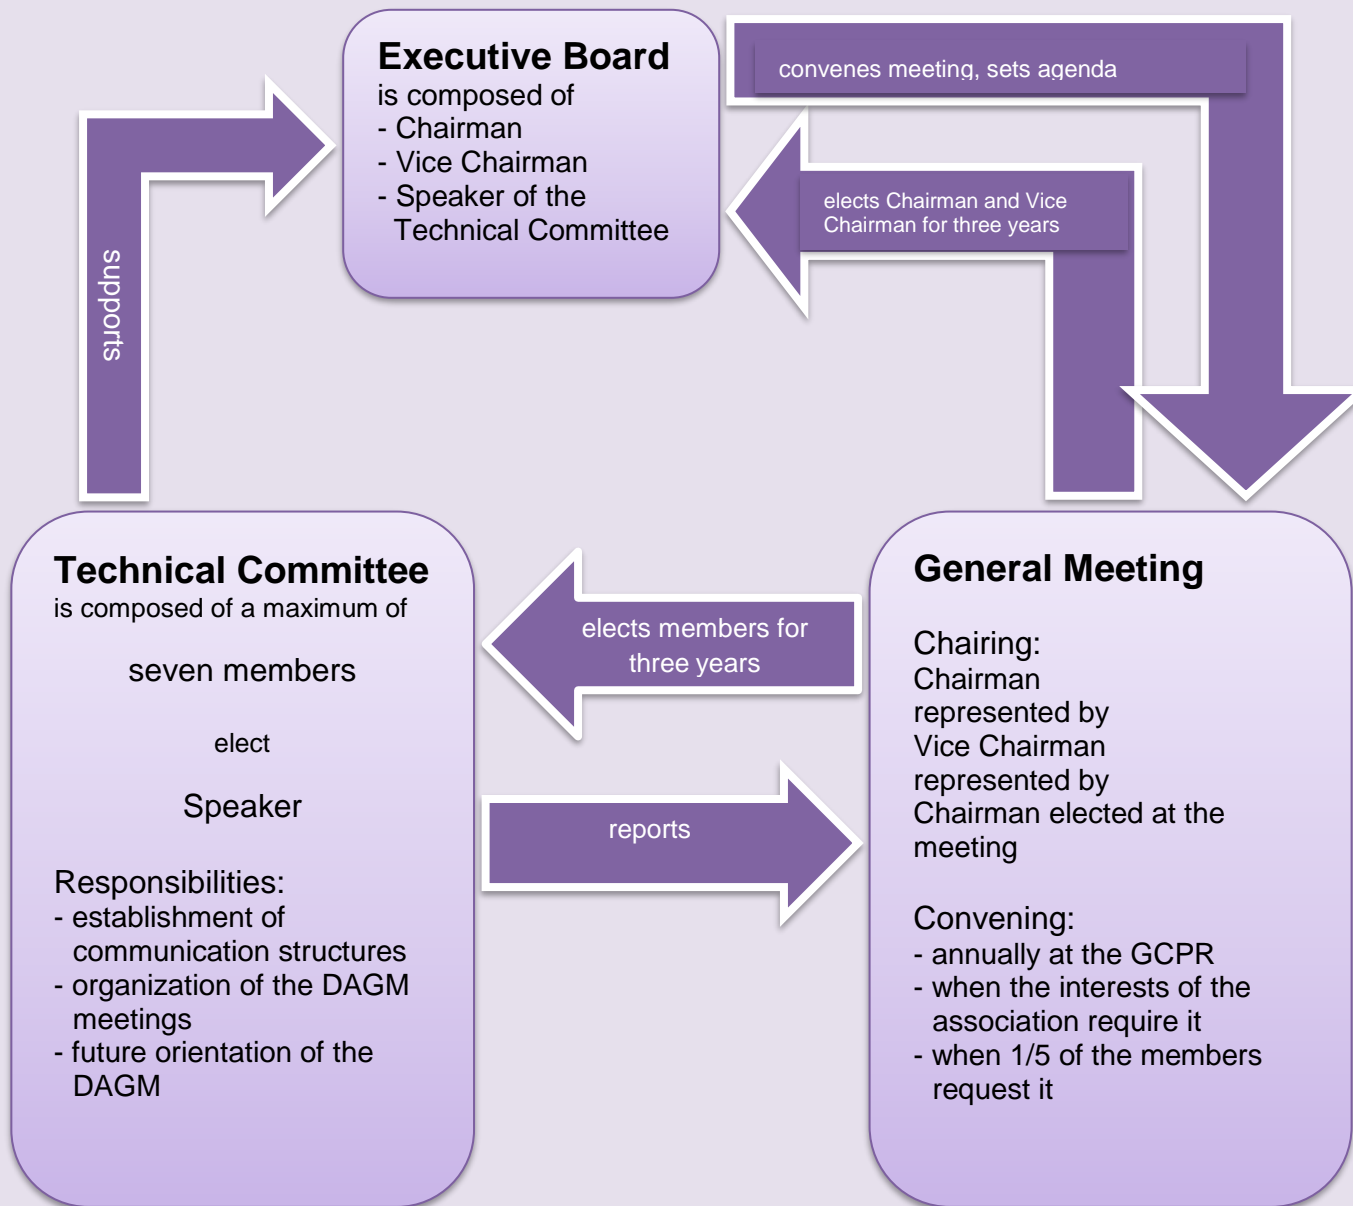 Executive Board
is composed of
- Chairman
- Vice Chairman
- Speaker of the
Technical Committee
convenes meeting, sets agenda
elects Chairman and Vice
Chairman for three years
supports
Technical Committee
is composed of a maximum of
seven members
elect
Speaker
Responsibilities:
- establishment of
communication structures
- organization of the DAGM
meetings
- future orientation of the
DAGM
elects members for
three years
reports
General Meeting
Chairing:
Chairman
represented by
Vice Chairman
represented by
Chairman elected at the
meeting
Convening:
- annually at the GCPR
- when the interests of the
association require it
- when 1/5 of the members
request it